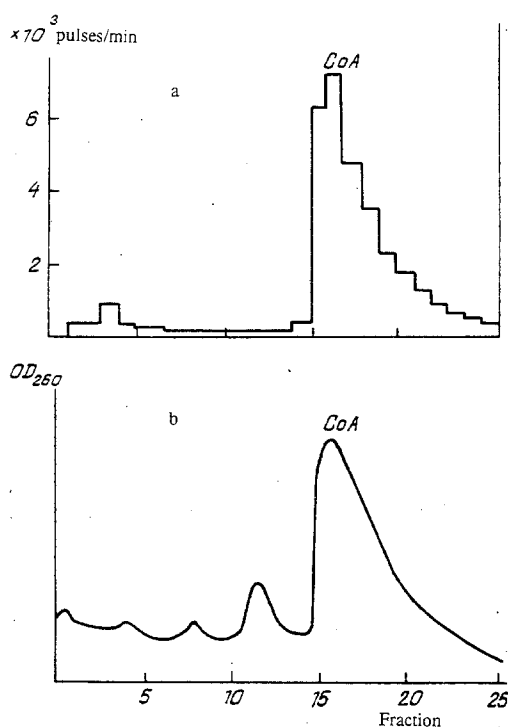 ×10³ pulses/min
CoA
a
6
4
2
OD₂₆₀
CoA
b
5 10 15 20 25
Fraction